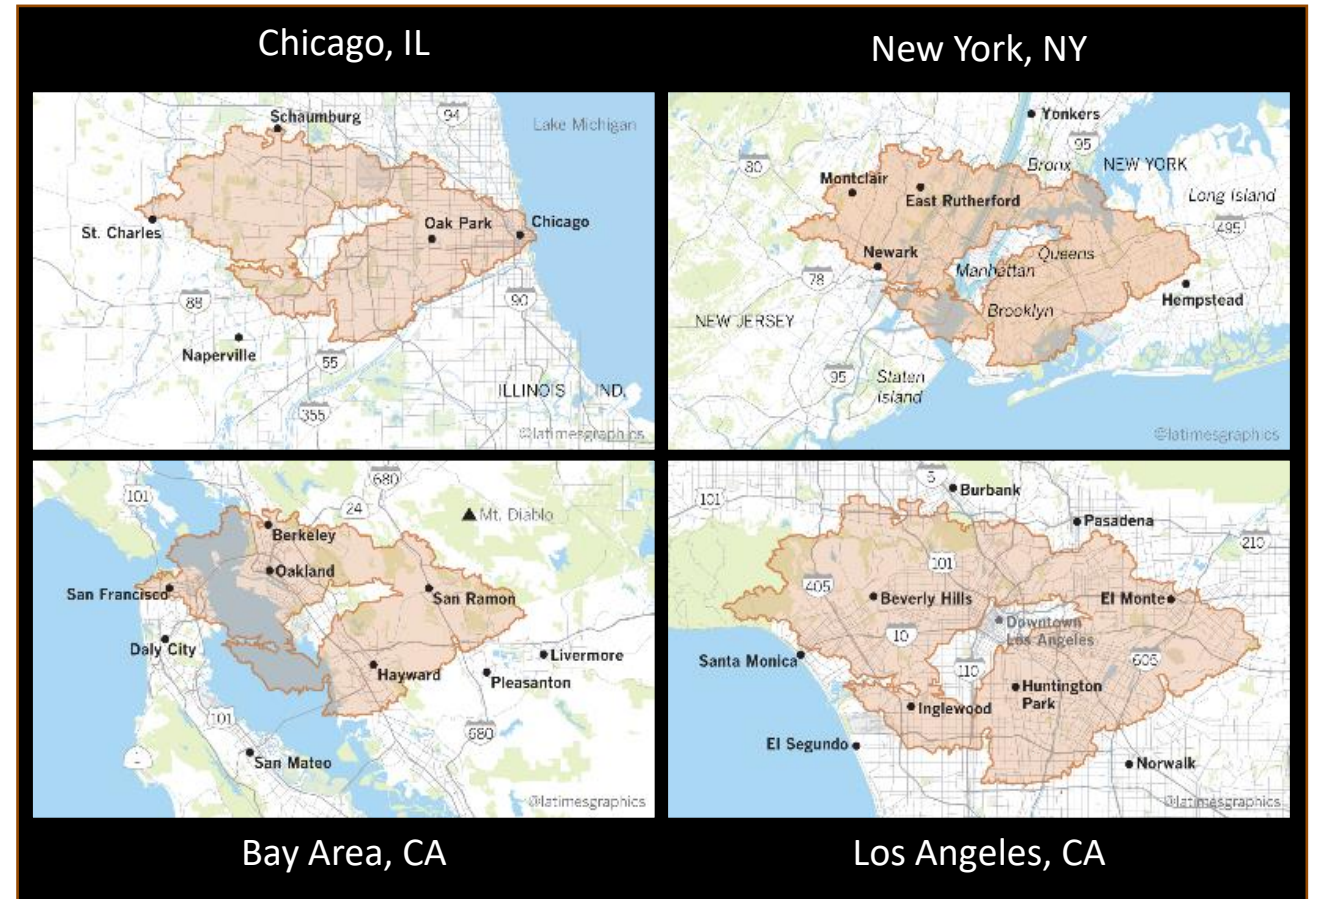 Chicago, IL
New York, NY
Schaumburg
94
Lake Michigan
St. Charles
Oak Park
Chicago
88
90
Naperville
55
ILLINOIS
IND.
355
©latimesgraphics
Yonkers
95
80
Bronx
NEW YORK
Montclair
East Rutherford
Long Island
495
Newark
Queens
Manhattan
78
Hempstead
Brooklyn
NEW JERSEY
95
Staten
Island
©latimesgraphics
680
101
24
Mt. Diablo
Berkeley
Oakland
San Francisco
San Ramon
Daly City
Livermore
Hayward
Pleasanton
101
680
San Mateo
©latimesgraphics
5
Burbank
101
Pasadena
210
101
405
Beverly Hills
El Monte
Downtown
Los Angeles
10
Santa Monica
110
605
Huntington
Park
Inglewood
El Segundo
Norwalk
©latimesgraphics
Bay Area, CA
Los Angeles, CA